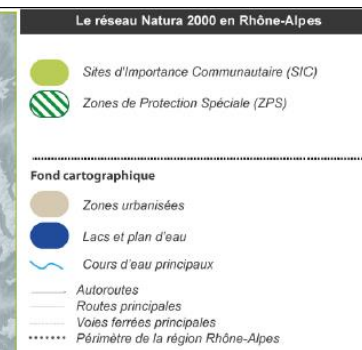 Le réseau Natura 2000 en Rhône-Alpes
Sites d'Importance Communautaire (SIC)
Zones de Protection Spéciale (ZPS)
Fond cartographique
Zones urbanisées
Lacs et plan d'eau
Cours d'eau principaux
Autoroutes
Routes principales
Voies ferrées principales
Périmètre de la région Rhône-Alpes